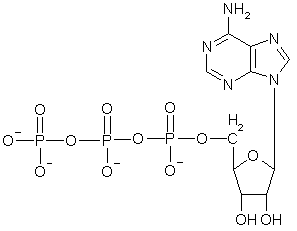 NH2
N N
N N
O O O
H2
O− P O P O P O C
O− O− O− O
OH OH